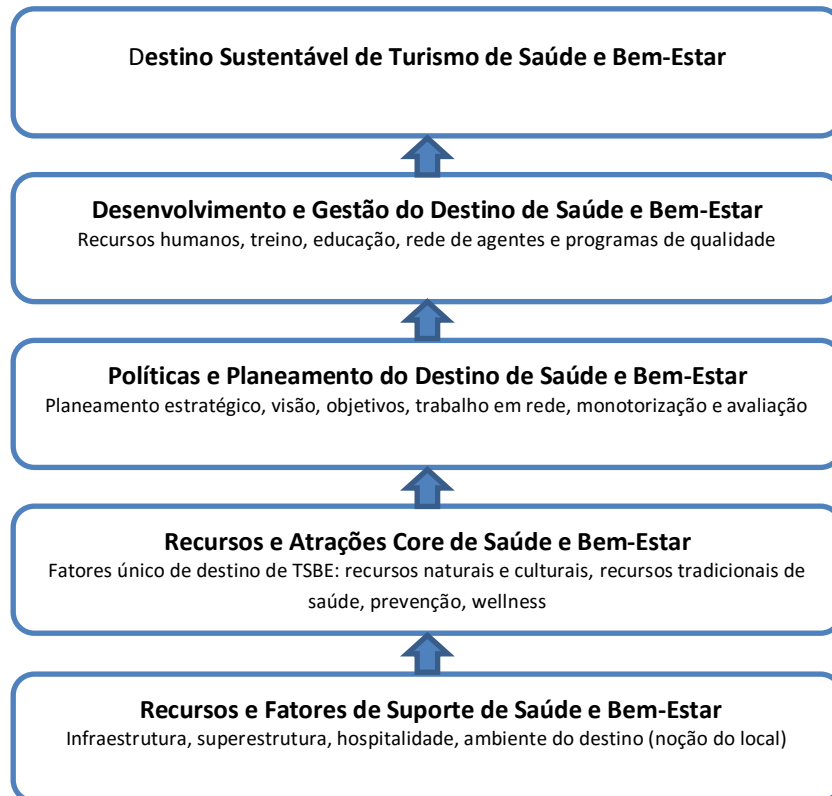 Destino Sustentável de Turismo de Saúde e Bem-Estar
Desenvolvimento e Gestão do Destino de Saúde e Bem-Estar
Recursos humanos, treino, educação, rede de agentes e programas de qualidade
Políticas e Planeamento do Destino de Saúde e Bem-Estar
Planeamento estratégico, visão, objetivos, trabalho em rede, monotorização e avaliação
Recursos e Atrações Core de Saúde e Bem-Estar
Fatores único de destino de TSBE: recursos naturais e culturais, recursos tradicionais de
saúde, prevenção, wellness
Recursos e Fatores de Suporte de Saúde e Bem-Estar
Infraestrutura, superestrutura, hospitalidade, ambiente do destino (noção do local)